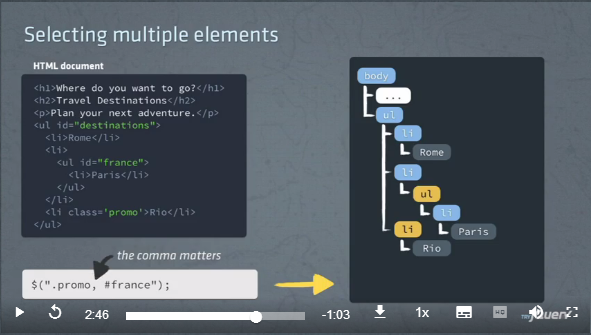 Selecting multiple elements
HTML document
<h1>Where do you want to go?</h1>
<h2>Travel Destinations</h2>
<p>Plan your next adventure.</p>
<ul id="destinations">
<li>Rome</li>
<li>
<ul id="france">
<li>Paris</li>
</ul>
</li>
<li class='promo'>Rio</li>
</ul>
the comma matters
$(".promo, #france");
body
...
ul
li
Rome
li
ul
li
Paris
li
Rio
2:46
-1:03
1x